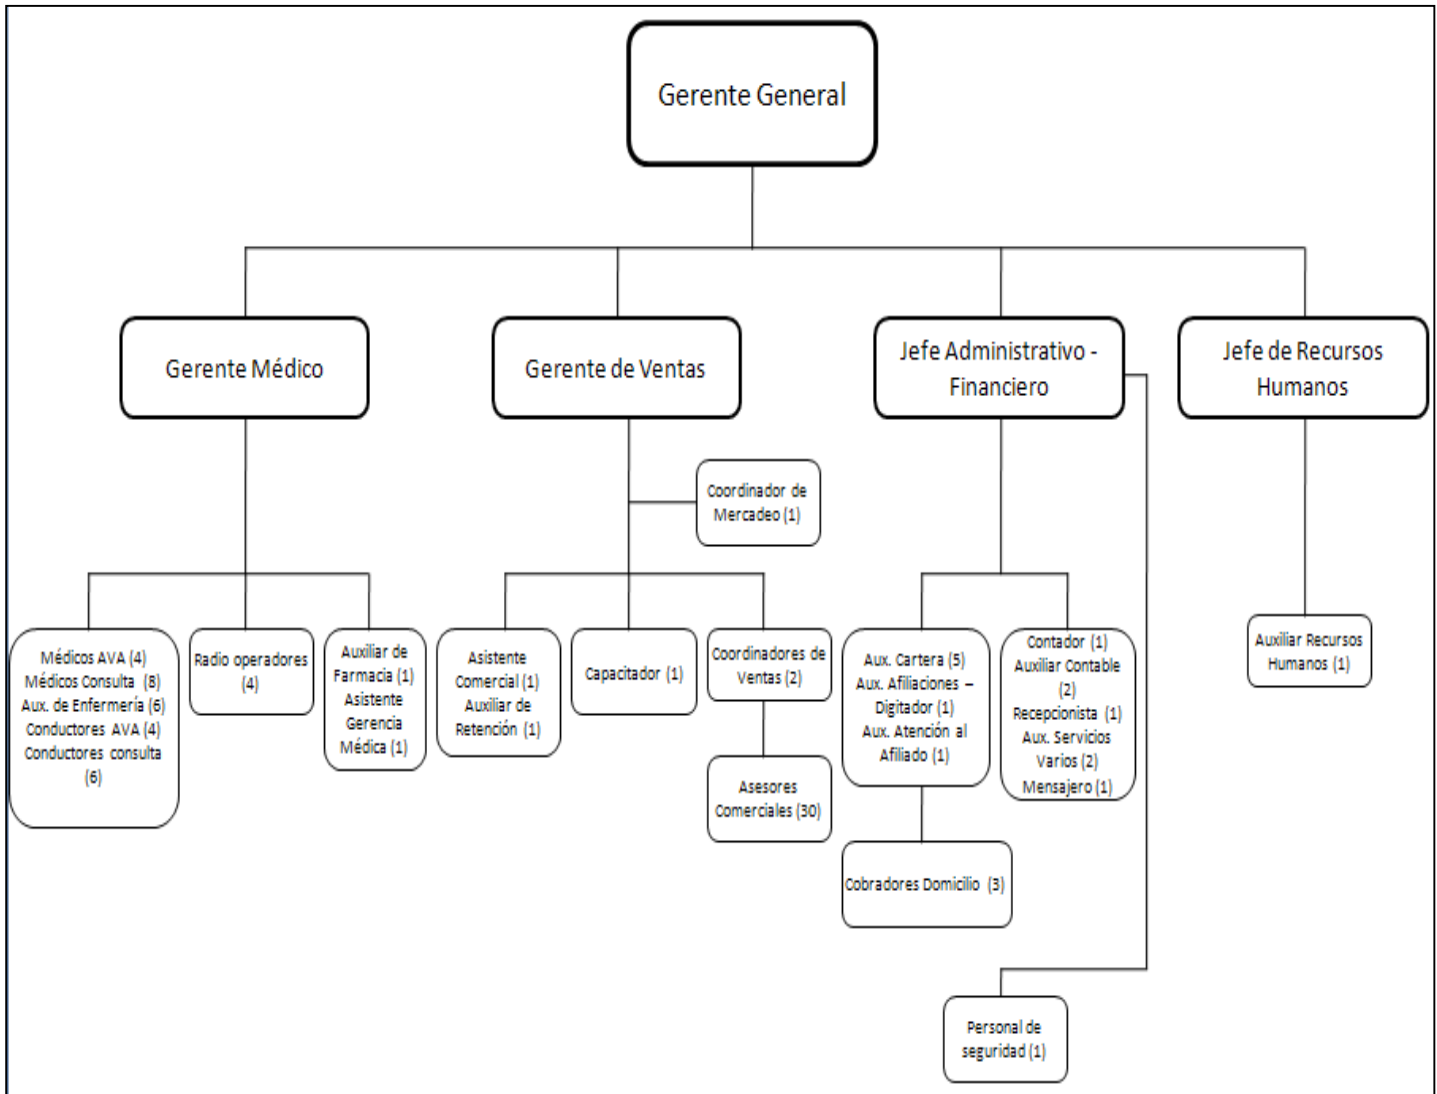 Gerente General
Gerente Médico
Gerente de Ventas
Jefe Administrativo -
Financiero
Jefe de Recursos
Humanos
Coordinador de
Mercadeo (1)
Médicos AVA (4)
Médicos Consulta (8)
Aux. de Enfermería (6)
Conductores AVA (4)
Conductores consulta
(6)
Radio operadores
(4)
Auxiliar de
Farmacia (1)
Asistente
Gerencia
Médica (1)
Asistente
Comercial (1)
Auxiliar de
Retención (1)
Capacitador (1)
Coordinadores de
Ventas (2)
Asesores
Comerciales (30)
Aux. Cartera (5)
Aux. Afiliaciones –
Digitador (1)
Aux. Atención al
Afiliado (1)
Cobradores Domicilio (3)
Contador (1)
Auxiliar Contable
(2)
Recepcionista (1)
Aux. Servicios
Varios (2)
Mensajero (1)
Auxiliar Recursos
Humanos (1)
Personal de
seguridad (1)